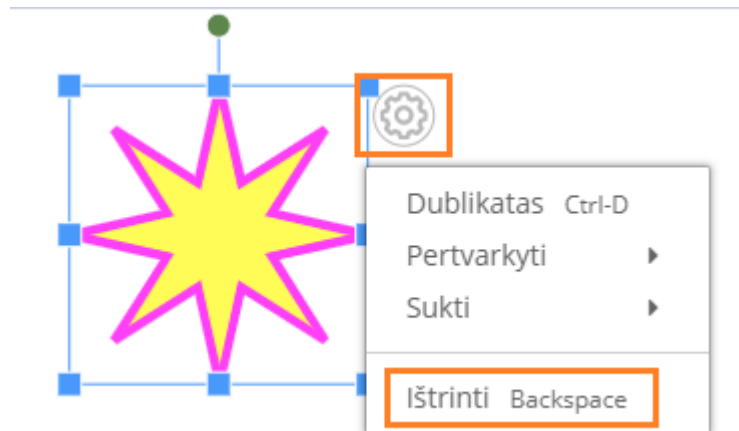 Dublikatas Ctrl-D
Pertvarkyti
Sukti
Ištrinti Backspace